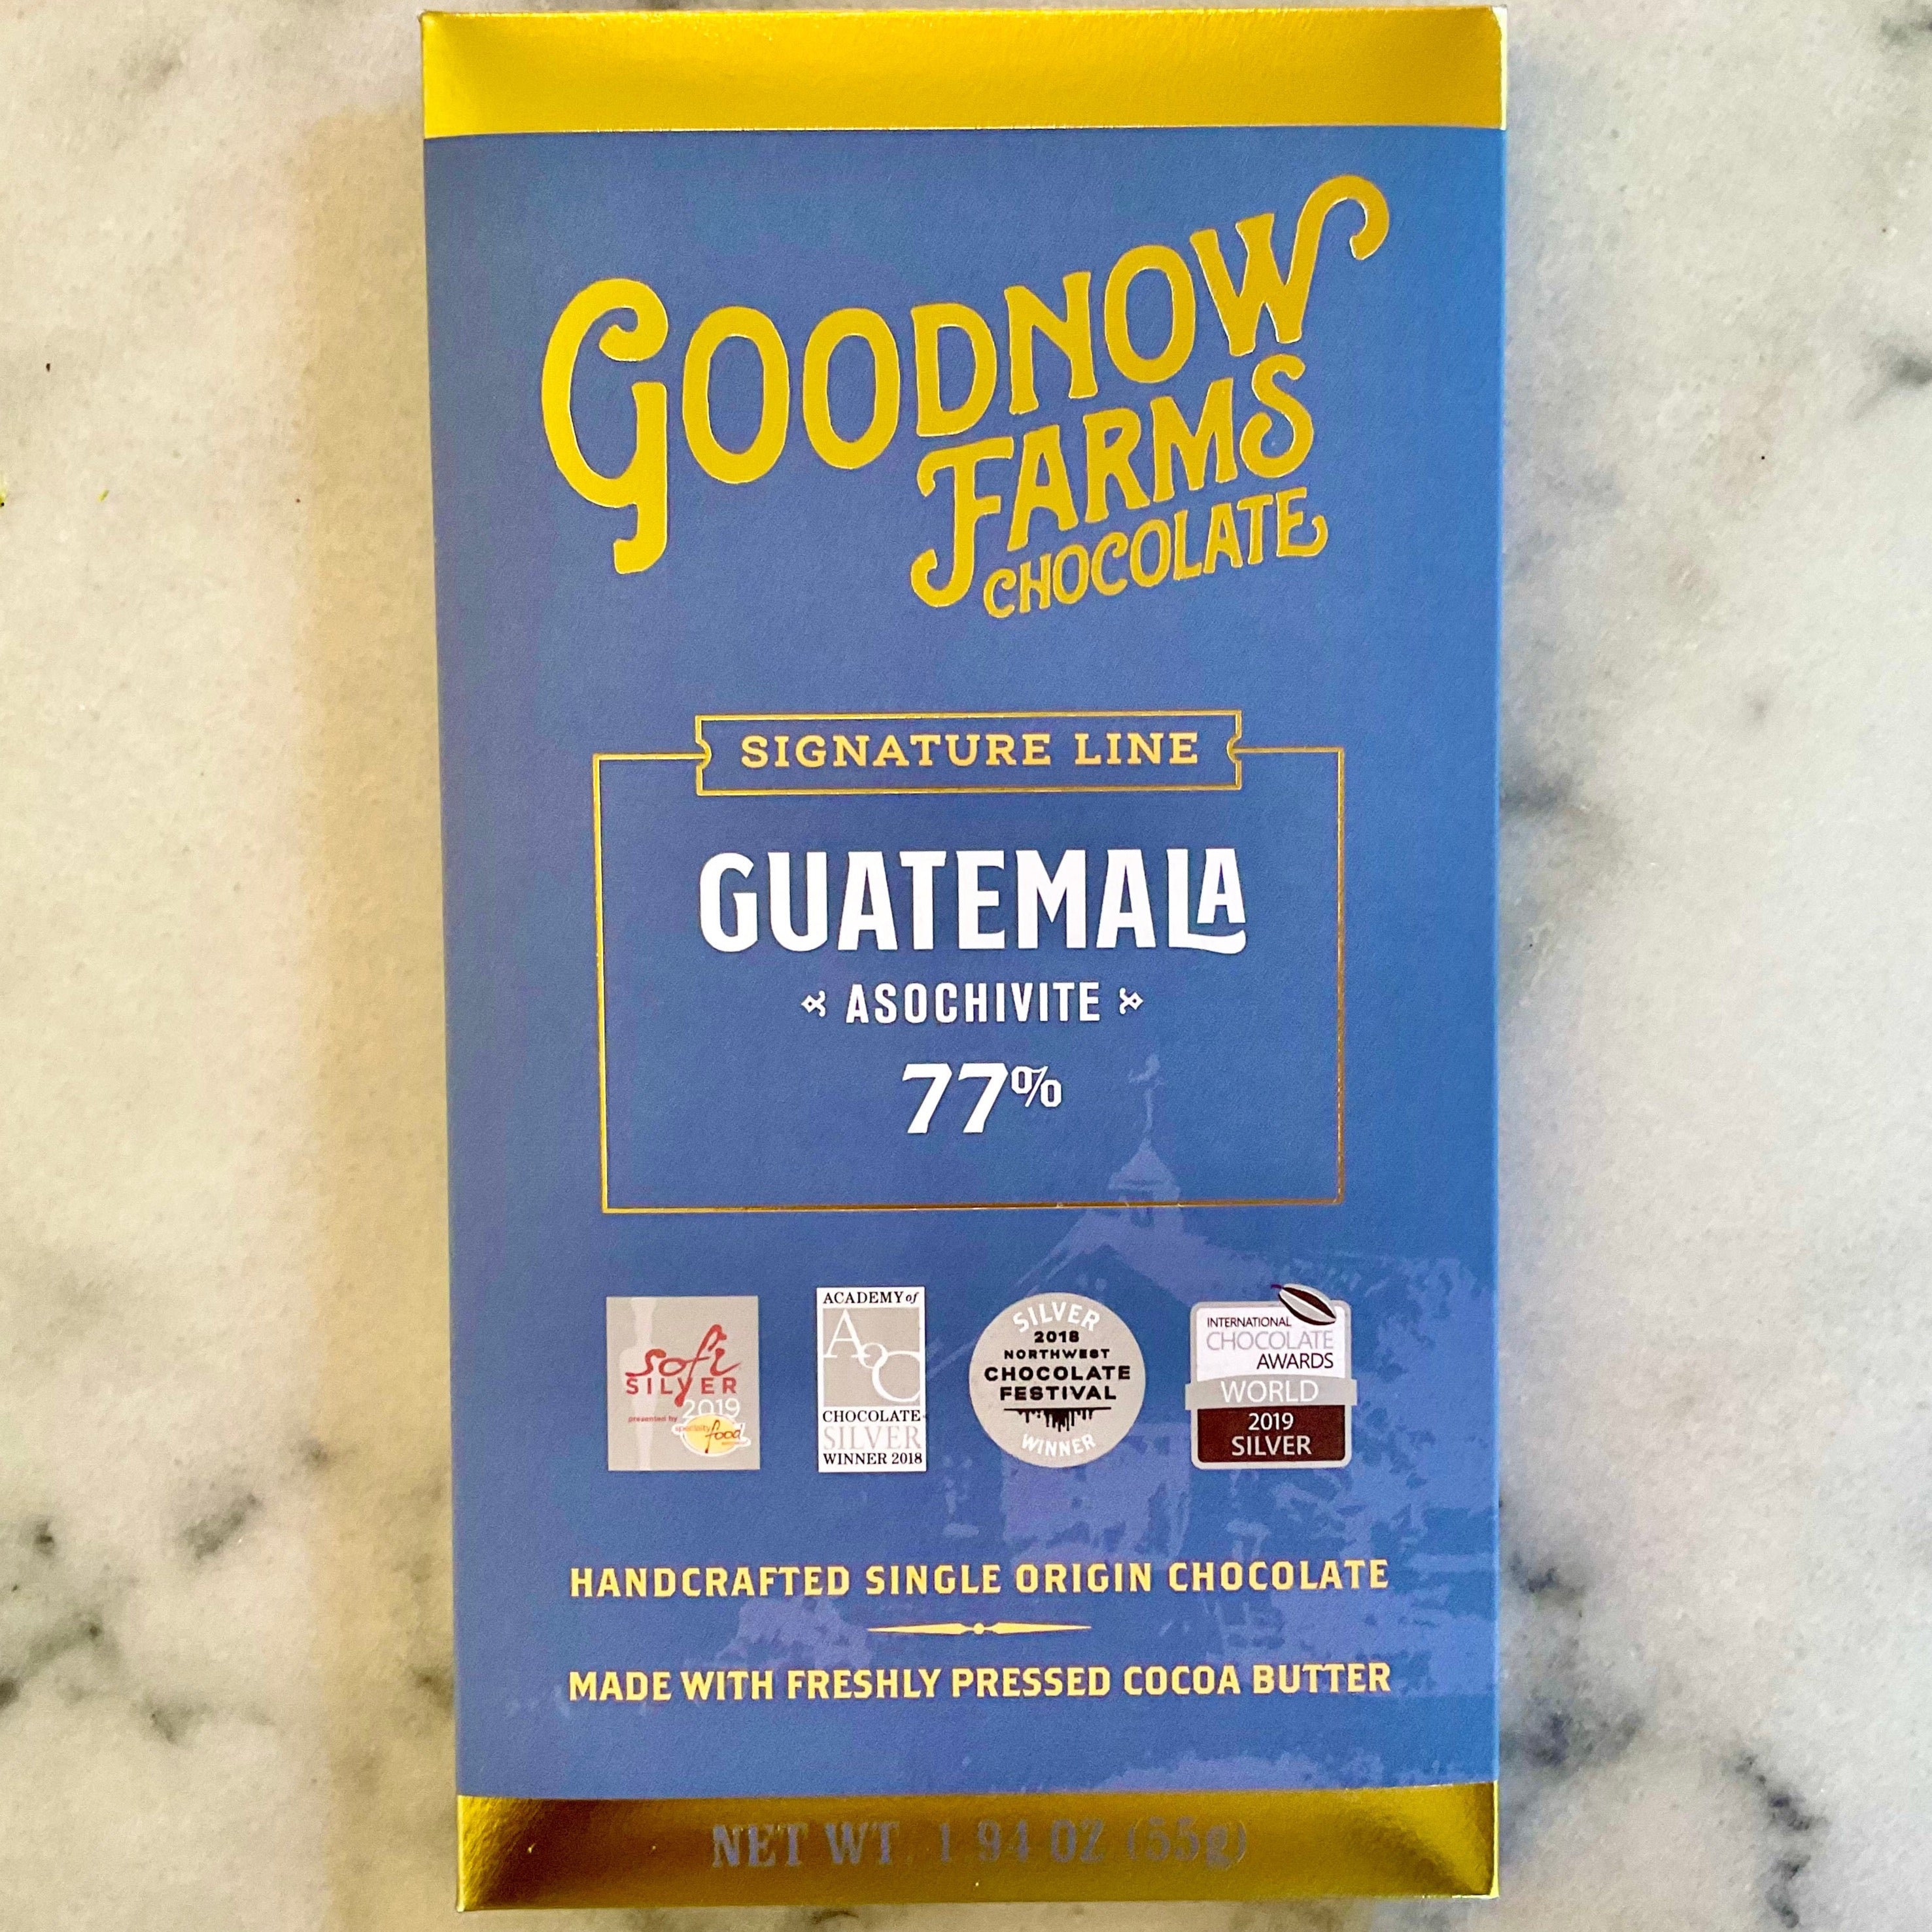 GOODNOW
FARMS
CHOCOLATE
SIGNATURE LINE
GUATEMALA
ASOCHIVITE
77%
sofi
SILVER
2019
presented by
specialty
food
ACADEMY of
AoC
CHOCOLATE
SILVER
WINNER 2018
SILVER
2018
NORTHWEST
CHOCOLATE
FESTIVAL
WINNER
INTERNATIONAL
CHOCOLATE
AWARDS
WORLD
2019
SILVER
HANDCRAFTED SINGLE ORIGIN CHOCOLATE
MADE WITH FRESHLY PRESSED COCOA BUTTER
NET WT. 1.94 OZ (55g)